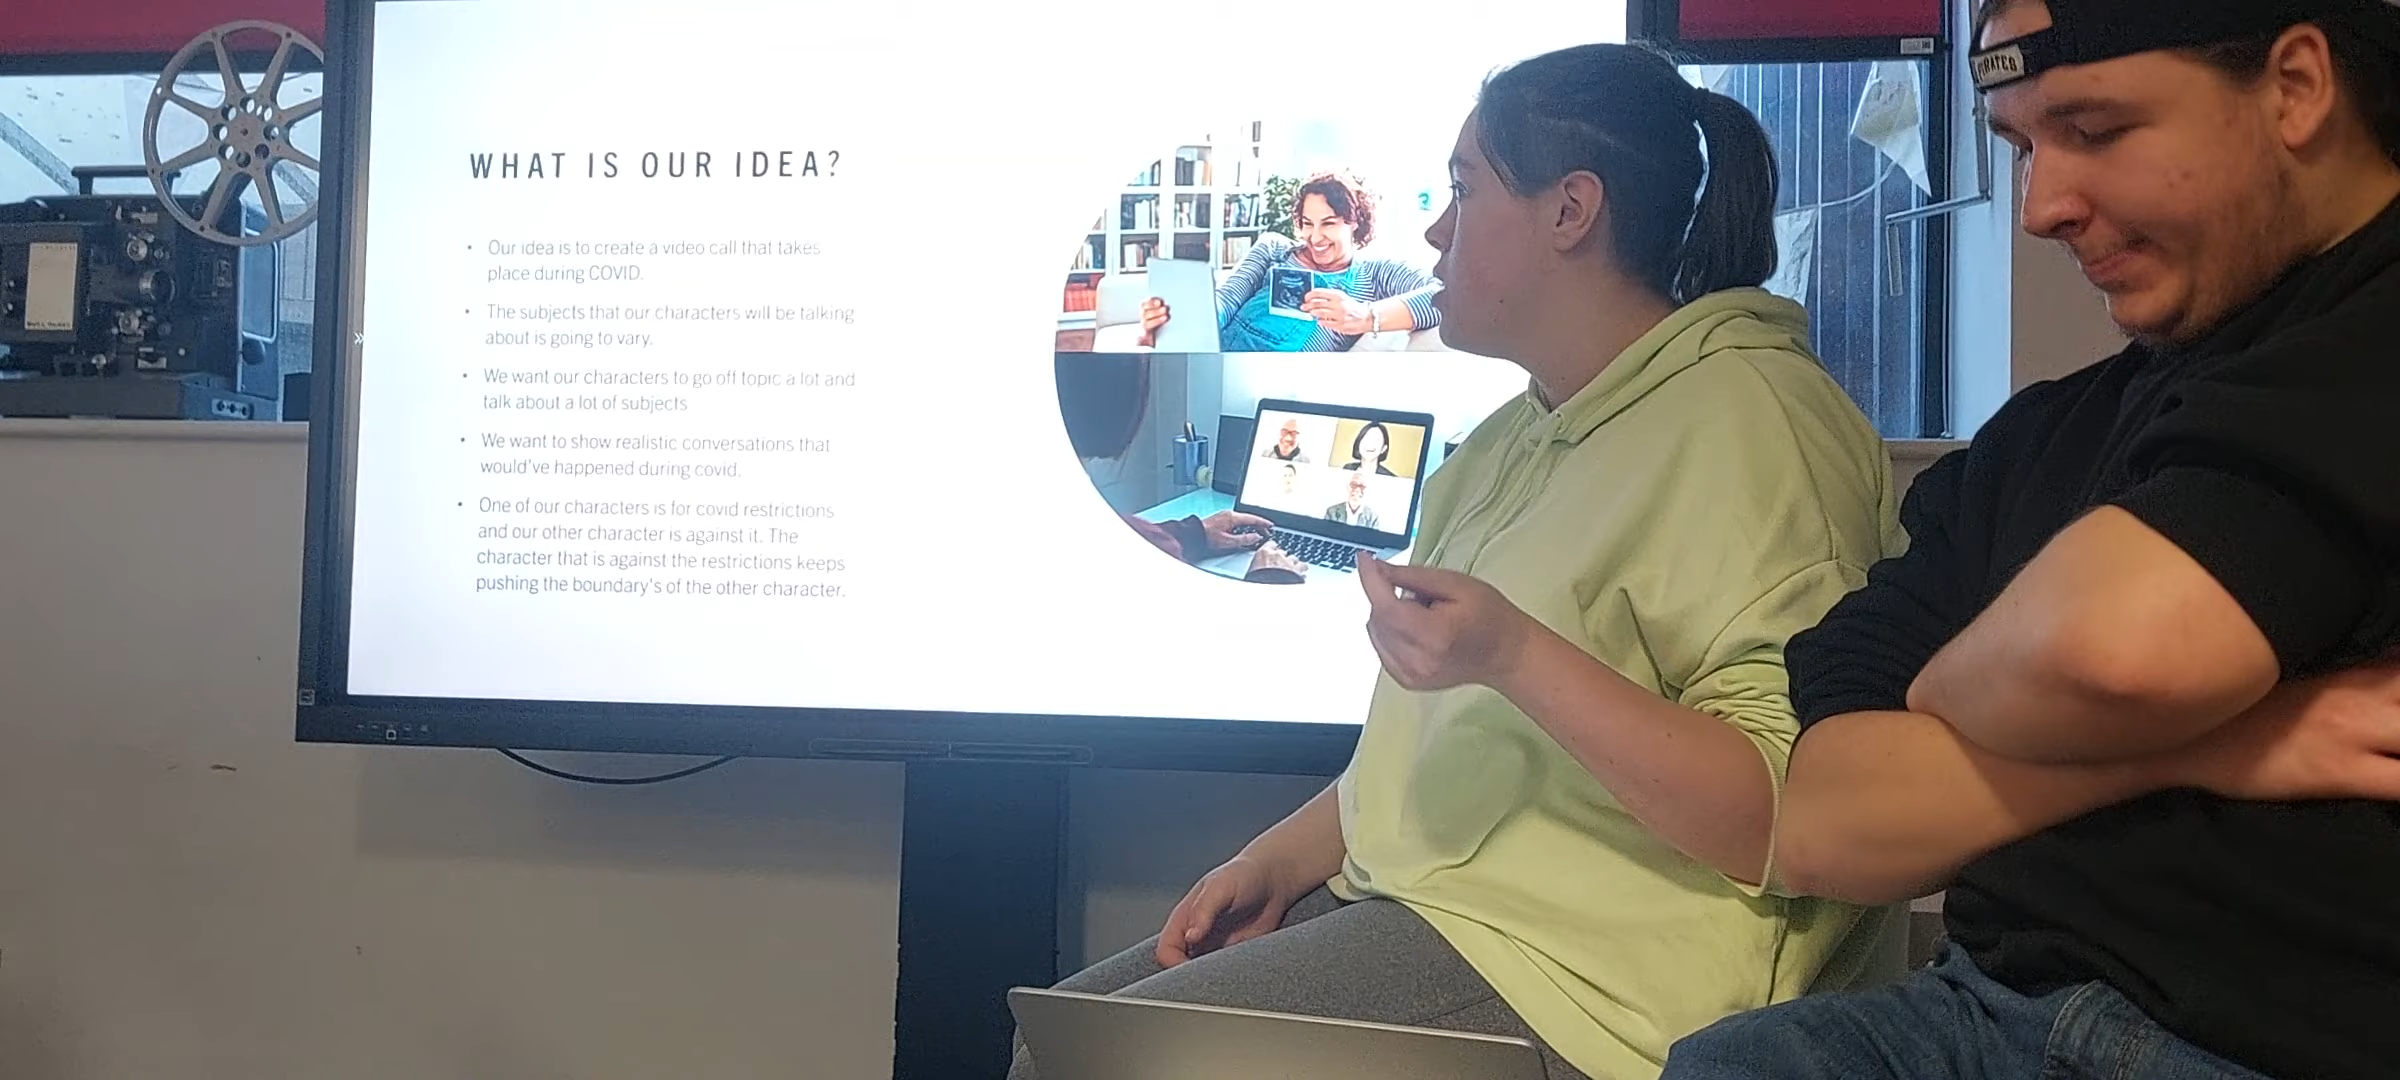 WHAT IS OUR IDEA?
• Our idea is to create a video call that takes
place during COVID.
• The subjects that our characters will be talking
about is going to vary.
• We want our characters to go off topic a lot and
talk about a lot of subjects
• We want to show realistic conversations that
would've happened during covid.
• One of our characters is for covid restrictions
and our other character is against it. The
character that is against the restrictions keeps
pushing the boundary's of the other character.
PIRATES